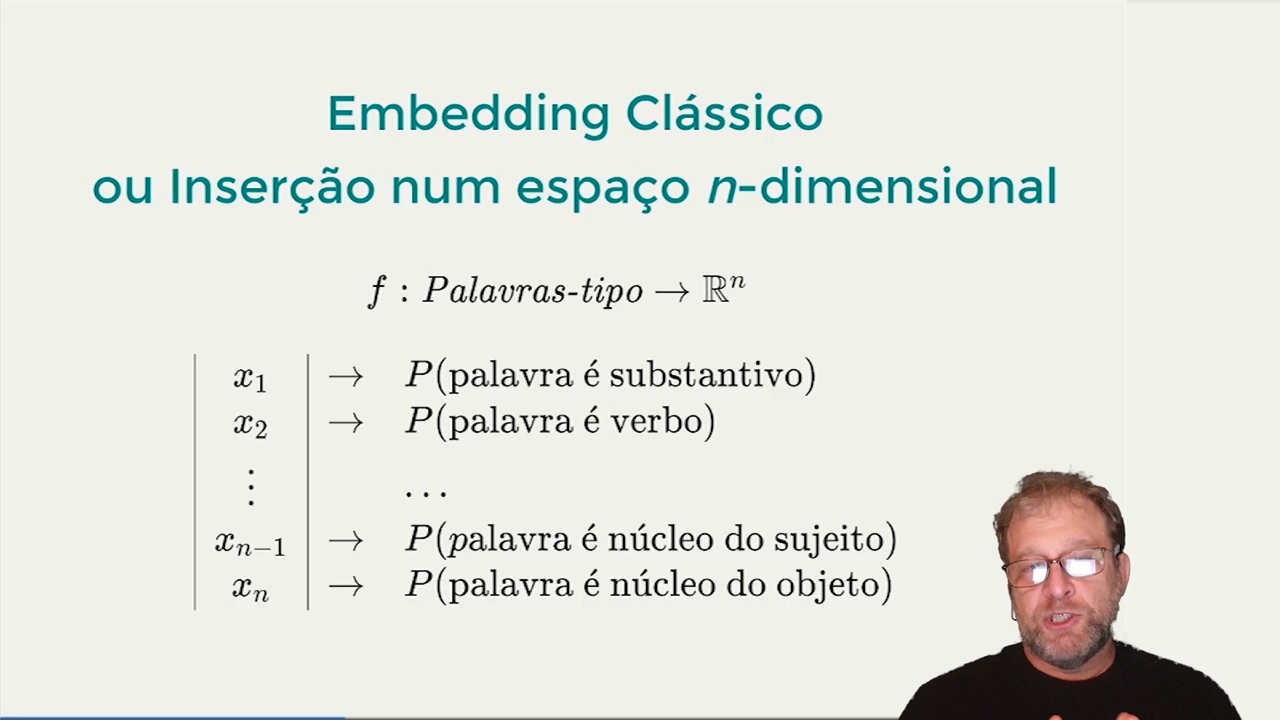 Embedding Clássico
ou Inserção num espaço n-dimensional
f : Palavras-tipo → ℝⁿ
x₁ → P(palavra é substantivo)
x₂ → P(palavra é verbo)
⋮ …
xₙ₋₁ → P(palavra é núcleo do sujeito)
xₙ → P(palavra é núcleo do objeto)